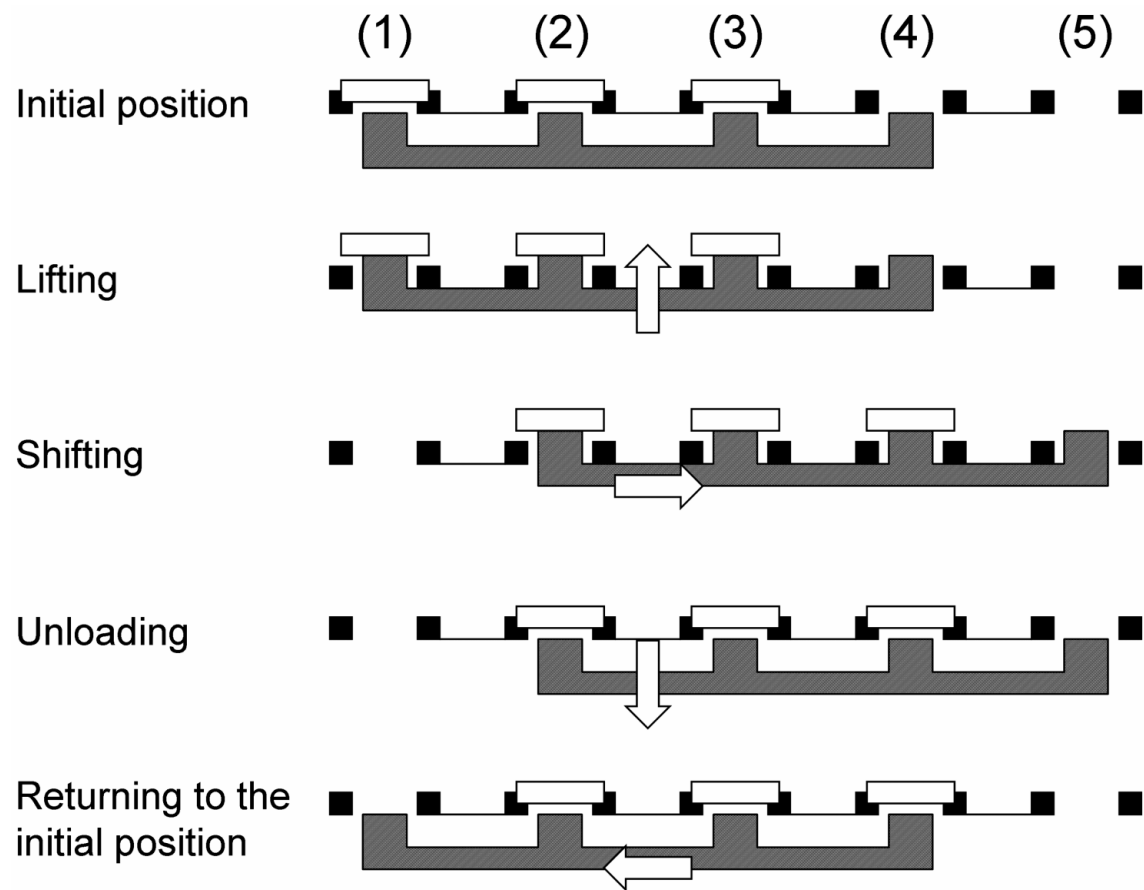 (1) (2) (3) (4) (5)
Initial position
Lifting
Shifting
Unloading
Returning to the
initial position